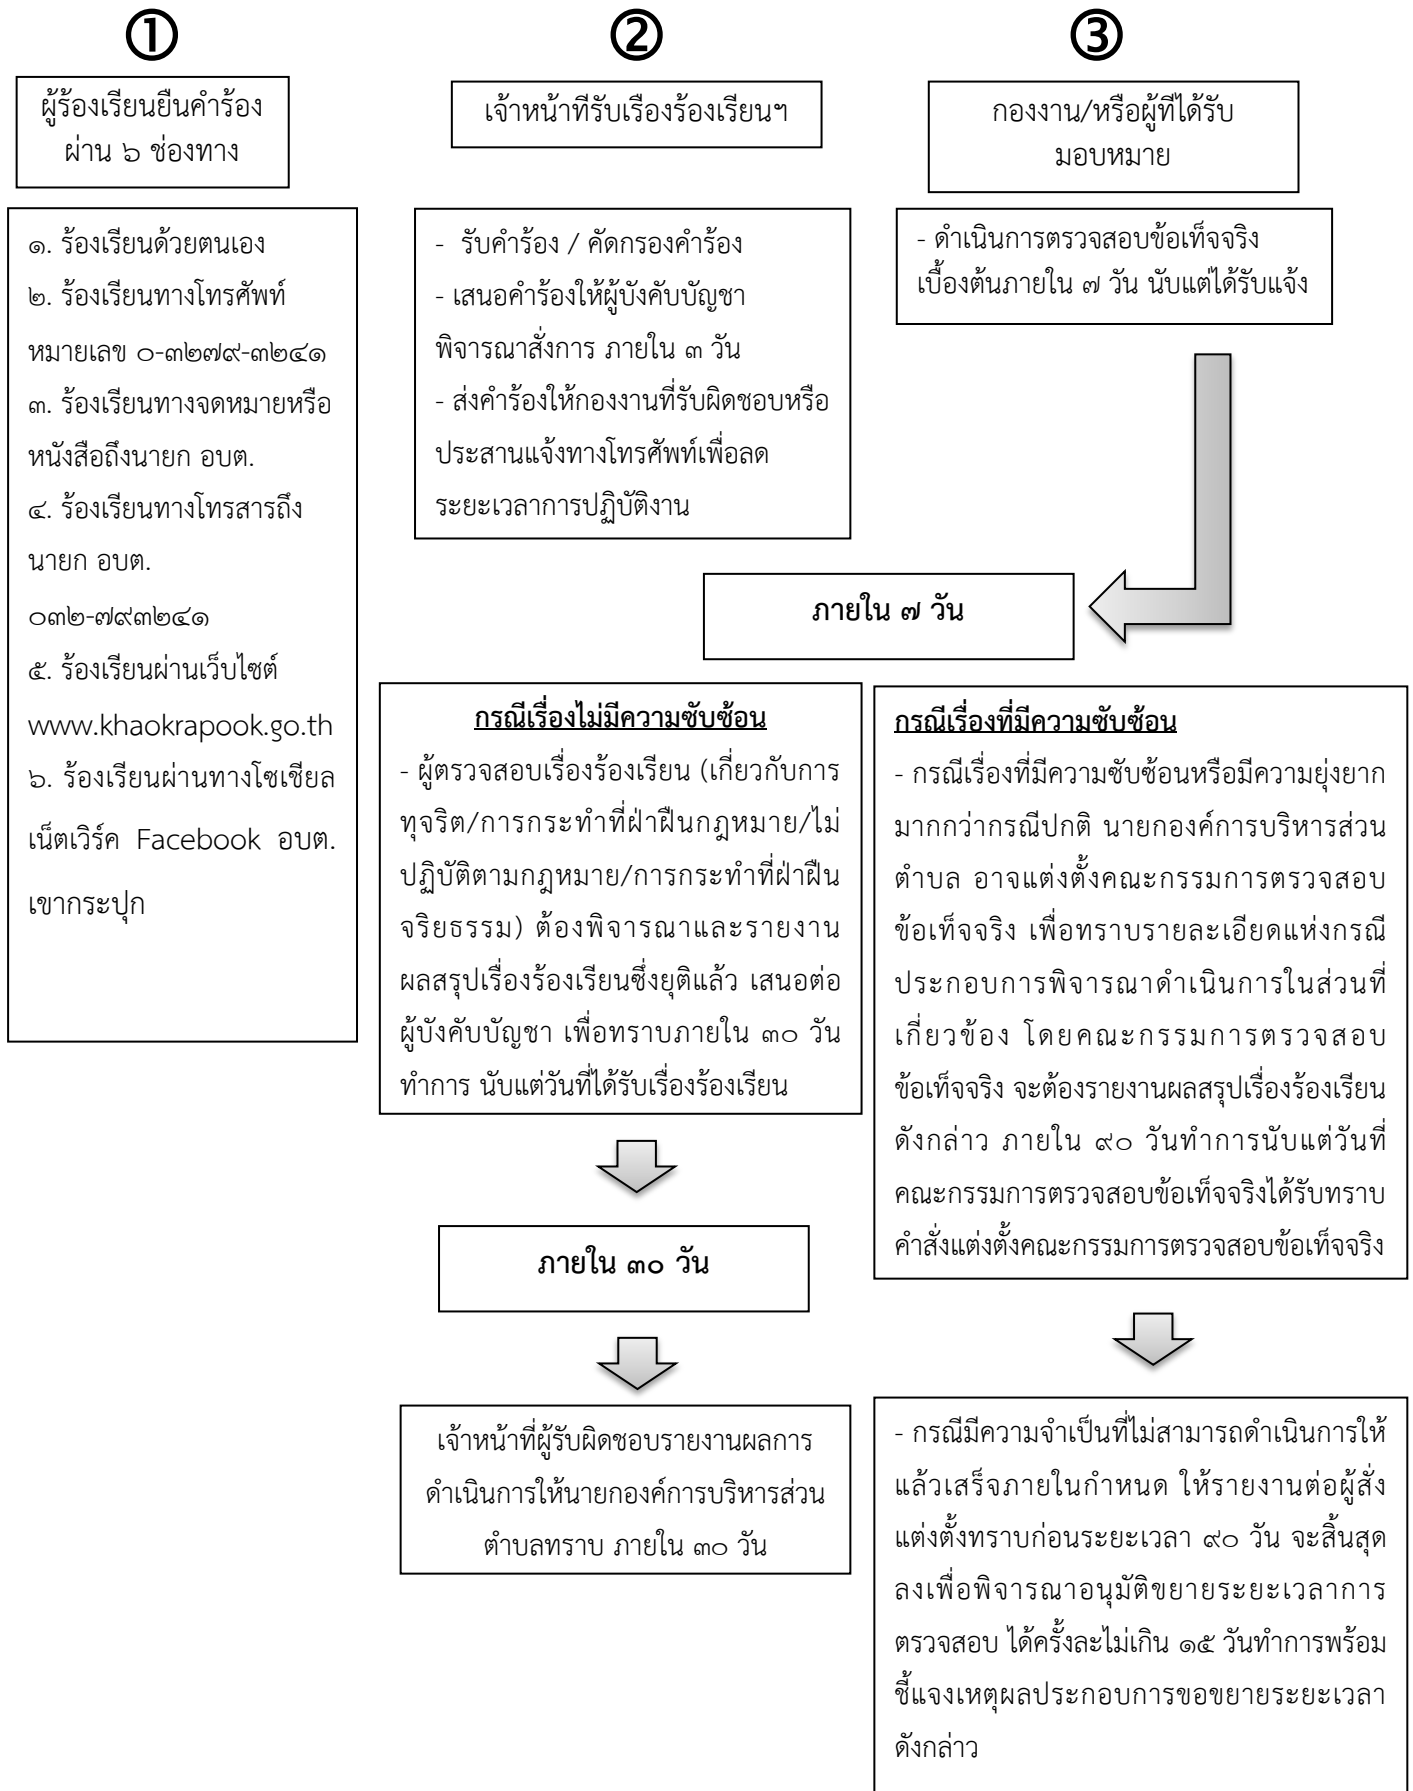 ①
ผู้ร้องเรียนยืนคำร้อง
ผ่าน ๖ ช่องทาง
๑. ร้องเรียนด้วยตนเอง
๒. ร้องเรียนทางโทรศัพท์
หมายเลข ๐-๓๒๗๙-๓๒๔๑
๓. ร้องเรียนทางจดหมายหรือ
หนังสือถึงนายก อบต.
๔. ร้องเรียนทางโทรสารถึง
นายก อบต.
๐๓๒-๗๙๓๒๔๑
๕. ร้องเรียนผ่านเว็บไซต์
www.khaokrapook.go.th
๖. ร้องเรียนผ่านทางโซเชียล
เน็ตเวิร์ค Facebook อบต.
เขากระปุก
②
เจ้าหน้าทีรับเรืองร้องเรียนฯ
- รับคำร้อง / คัดกรองคำร้อง
- เสนอคำร้องให้ผู้บังคับบัญชา
พิจารณาสั่งการ ภายใน ๓ วัน
- ส่งคำร้องให้กองงานที่รับผิดชอบหรือ
ประสานแจ้งทางโทรศัพท์เพื่อลด
ระยะเวลาการปฏิบัติงาน
③
กองงาน/หรือผู้ทีได้รับ
มอบหมาย
- ดำเนินการตรวจสอบข้อเท็จจริง
เบื้องต้นภายใน ๗ วัน นับแต่ได้รับแจ้ง
ภายใน ๗ วัน
กรณีเรื่องไม่มีความซับซ้อน
- ผู้ตรวจสอบเรื่องร้องเรียน (เกี่ยวกับการ
ทุจริต/การกระทำที่ฝ่าฝืนกฎหมาย/ไม่
ปฏิบัติตามกฎหมาย/การกระทำที่ฝ่าฝืน
จริยธรรม) ต้องพิจารณาและรายงาน
ผลสรุปเรื่องร้องเรียนซึ่งยุติแล้ว เสนอต่อ
ผู้บังคับบัญชา เพื่อทราบภายใน ๓๐ วัน
ทำการ นับแต่วันที่ได้รับเรื่องร้องเรียน
ภายใน ๓๐ วัน
เจ้าหน้าที่ผู้รับผิดชอบรายงานผลการ
ดำเนินการให้นายกองค์การบริหารส่วน
ตำบลทราบ ภายใน ๓๐ วัน
กรณีเรื่องที่มีความซับซ้อน
- กรณีเรื่องที่มีความซับซ้อนหรือมีความยุ่งยาก
มากกว่ากรณีปกติ นายกองค์การบริหารส่วน
ตำบล อาจแต่งตั้งคณะกรรมการตรวจสอบ
ข้อเท็จจริง เพื่อทราบรายละเอียดแห่งกรณี
ประกอบการพิจารณาดำเนินการในส่วนที่
เกี่ยวข้อง โดยคณะกรรมการตรวจสอบ
ข้อเท็จจริง จะต้องรายงานผลสรุปเรื่องร้องเรียน
ดังกล่าว ภายใน ๙๐ วันทำการนับแต่วันที่
คณะกรรมการตรวจสอบข้อเท็จจริงได้รับทราบ
คำสั่งแต่งตั้งคณะกรรมการตรวจสอบข้อเท็จจริง
- กรณีมีความจำเป็นที่ไม่สามารถดำเนินการให้
แล้วเสร็จภายในกำหนด ให้รายงานต่อผู้สั่ง
แต่งตั้งทราบก่อนระยะเวลา ๙๐ วัน จะสิ้นสุด
ลงเพื่อพิจารณาอนุมัติขยายระยะเวลาการ
ตรวจสอบ ได้ครั้งละไม่เกิน ๑๕ วันทำการพร้อม
ชี้แจงเหตุผลประกอบการขอขยายระยะเวลา
ดังกล่าว